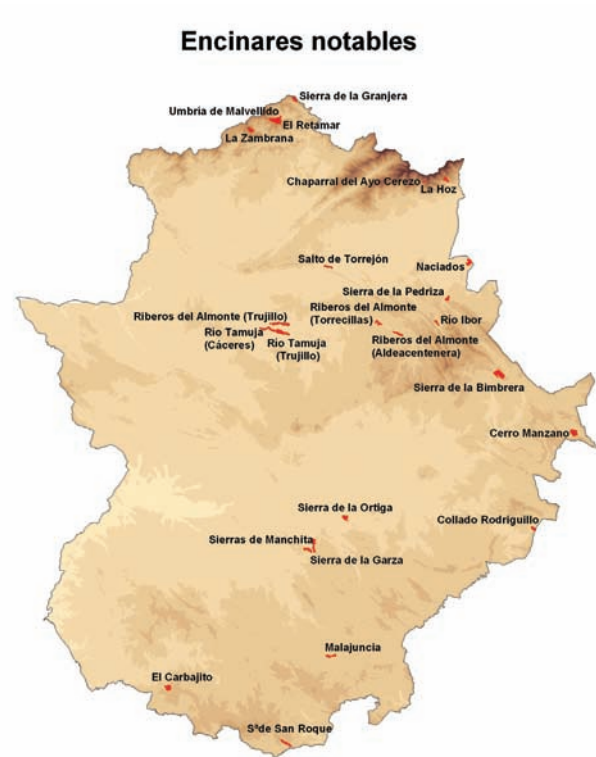 Encinares notables
Sierra de la Granjera
Umbría de Malvellido
El Retamar
La Zambrana
Chaparral del Ayo Cerezo
La Hoz
Salto de Torrejón
Naciados
Sierra de la Pedriza
Riberos del Almonte (Trujillo)
Riberos del Almonte
(Torrecillas)
Río Ibor
Río Tamuja
(Cáceres)
Río Tamuja
(Trujillo)
Riberos del Almonte
(Aldeacentenera)
Sierra de la Bimbrera
Cerro Manzano
Sierra de la Ortiga
Collado Rodriguillo
Sierras de Manchita
Sierra de la Garza
Malajuncia
El Carbajito
Sªde San Roque